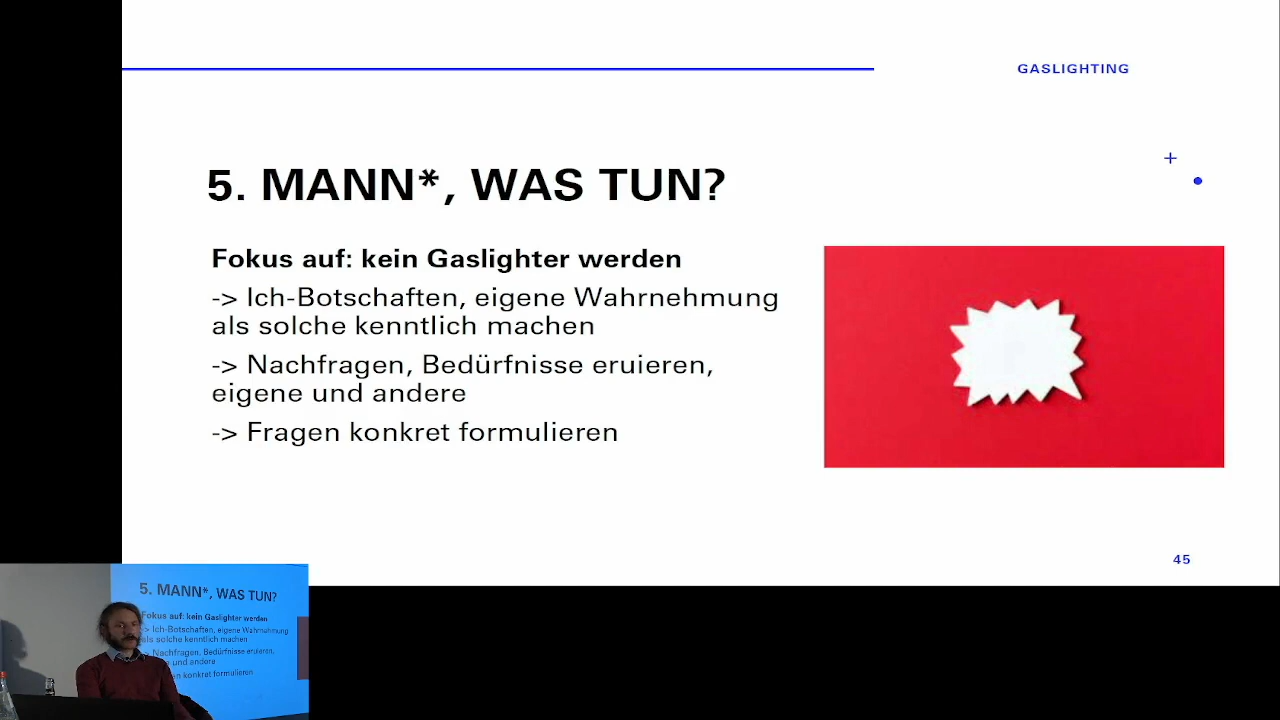 GASLIGHTING
5. MANN*, WAS TUN?
Fokus auf: kein Gaslighter werden
-> Ich-Botschaften, eigene Wahrnehmung
als solche kenntlich machen
-> Nachfragen, Bedürfnisse eruieren,
eigene und andere
-> Fragen konkret formulieren
45
5. MANN*, WAS TUN?
Fokus auf: kein Gaslighter werden
-> Ich-Botschaften, eigene Wahrnehmung
als solche kenntlich machen
Nachfragen, Bedürfnisse eruieren,
und andere
konkret formulieren